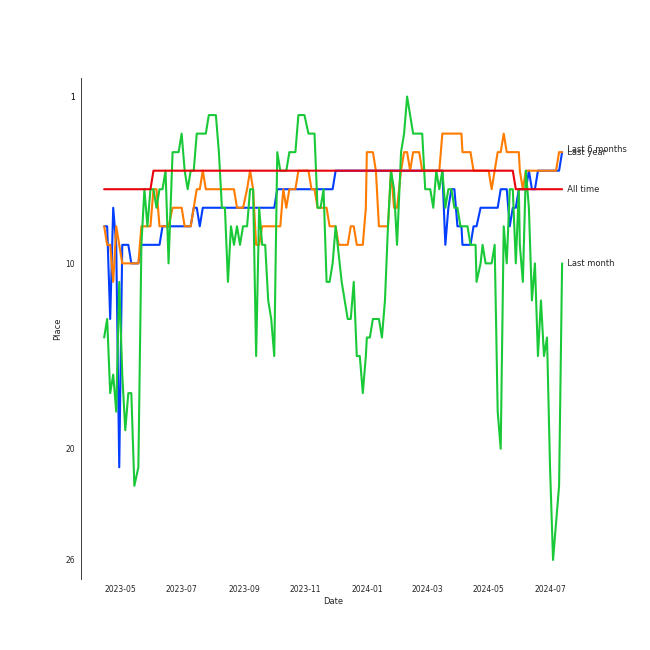 1
Last 6 months
Last year
All time
10
Last month
Place
20
26
2023-05 2023-07 2023-09 2023-11 2024-01 2024-03 2024-05 2024-07
Date